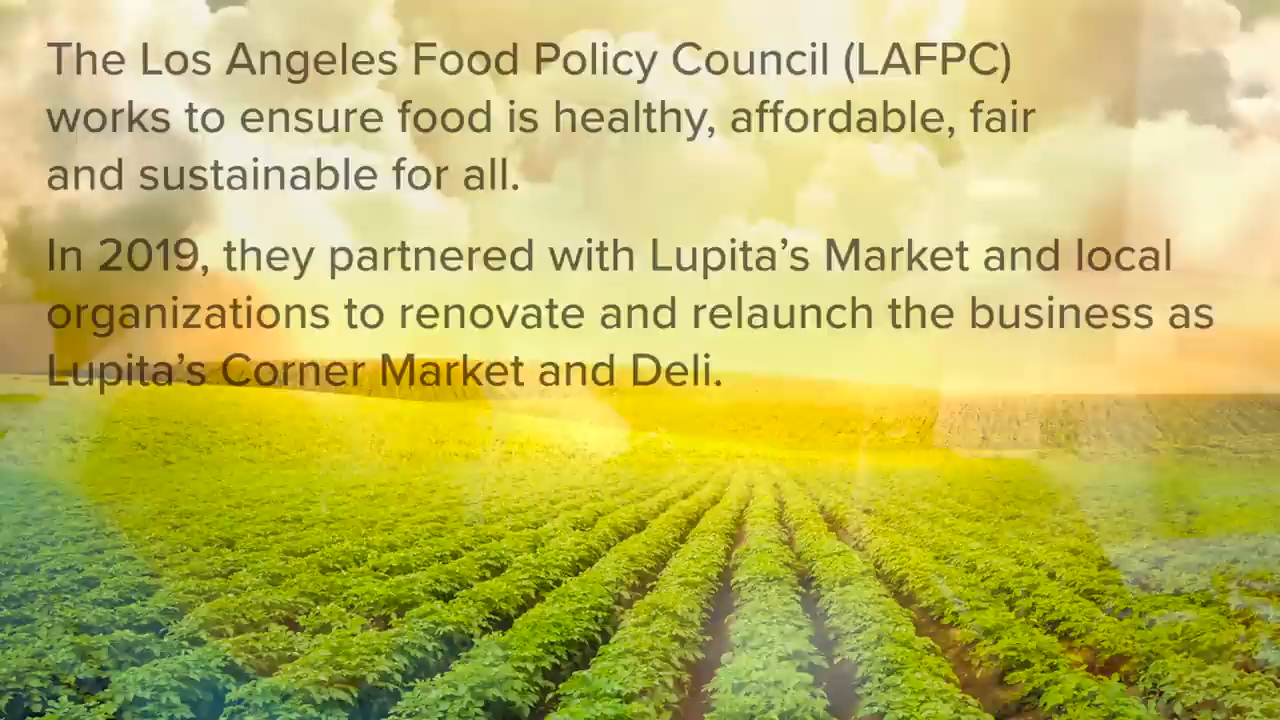 The Los Angeles Food Policy Council (LAFPC)
works to ensure food is healthy, affordable, fair
and sustainable for all.
In 2019, they partnered with Lupita’s Market and local
organizations to renovate and relaunch the business as
Lupita’s Corner Market and Deli.